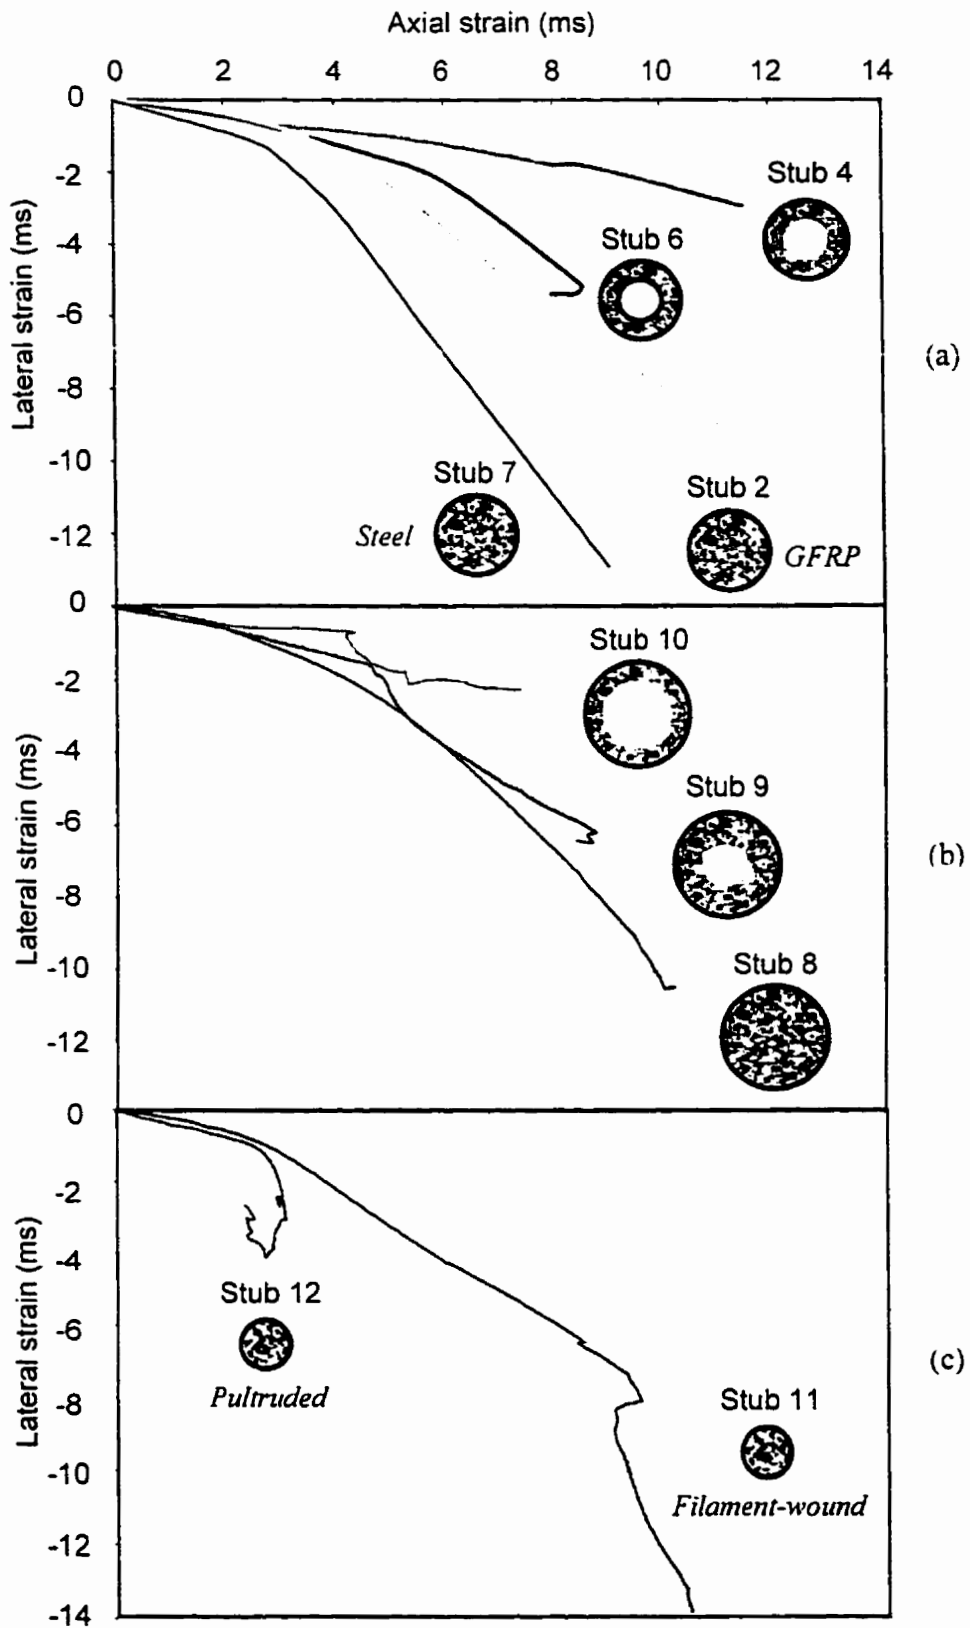 Axial strain (ms)
0 2 4 6 8 10 12 14
0
-2
-4
-6
-8
-10
-12
Lateral strain (ms)
Stub 4
Stub 6
(a)
Stub 7
Steel
Stub 2
GFRP
0
-2
-4
-6
-8
-10
-12
Lateral strain (ms)
Stub 10
Stub 9
(b)
Stub 8
0
-2
-4
-6
-8
-10
-12
-14
Lateral strain (ms)
Stub 12
Pultruded
(c)
Stub 11
Filament-wound